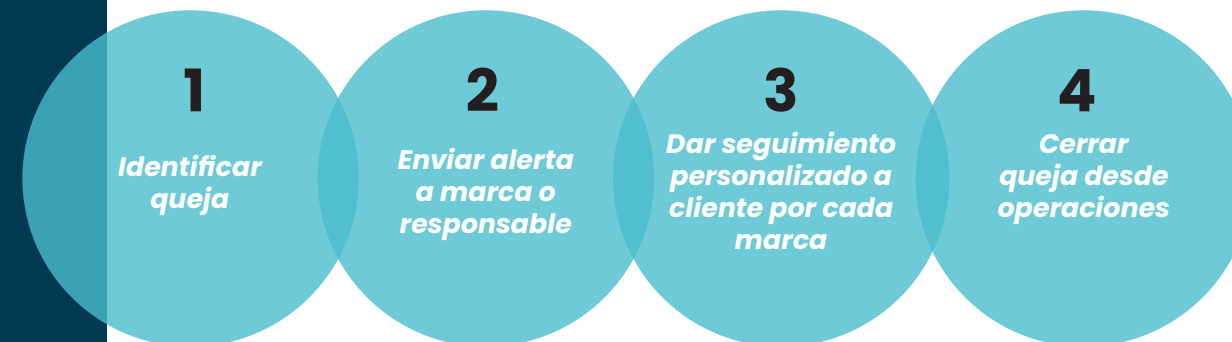 1
Identificar
queja
2
Enviar alerta
a marca o
responsable
3
Dar seguimiento
personalizado a
cliente por cada
marca
4
Cerrar
queja desde
operaciones